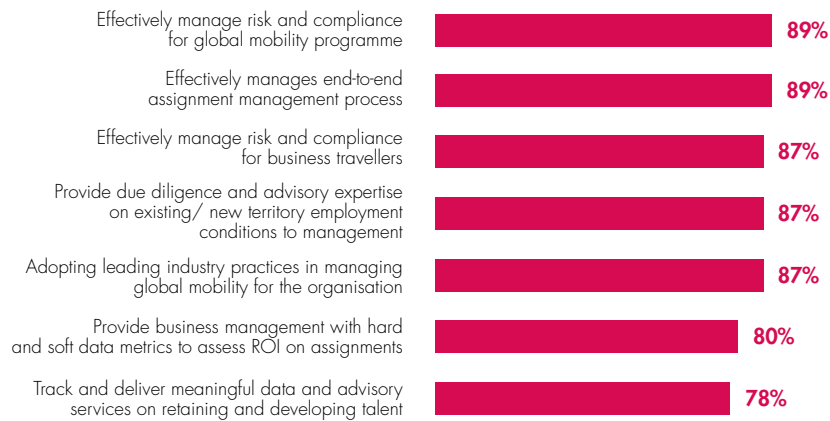 Effectively manage risk and compliance
for global mobility programme
89%
Effectively manages end-to-end
assignment management process
89%
Effectively manage risk and compliance
for business travellers
87%
Provide due diligence and advisory expertise
on existing/ new territory employment
conditions to management
87%
Adopting leading industry practices in managing
global mobility for the organisation
87%
Provide business management with hard
and soft data metrics to assess ROI on assignments
80%
Track and deliver meaningful data and advisory
services on retaining and developing talent
78%